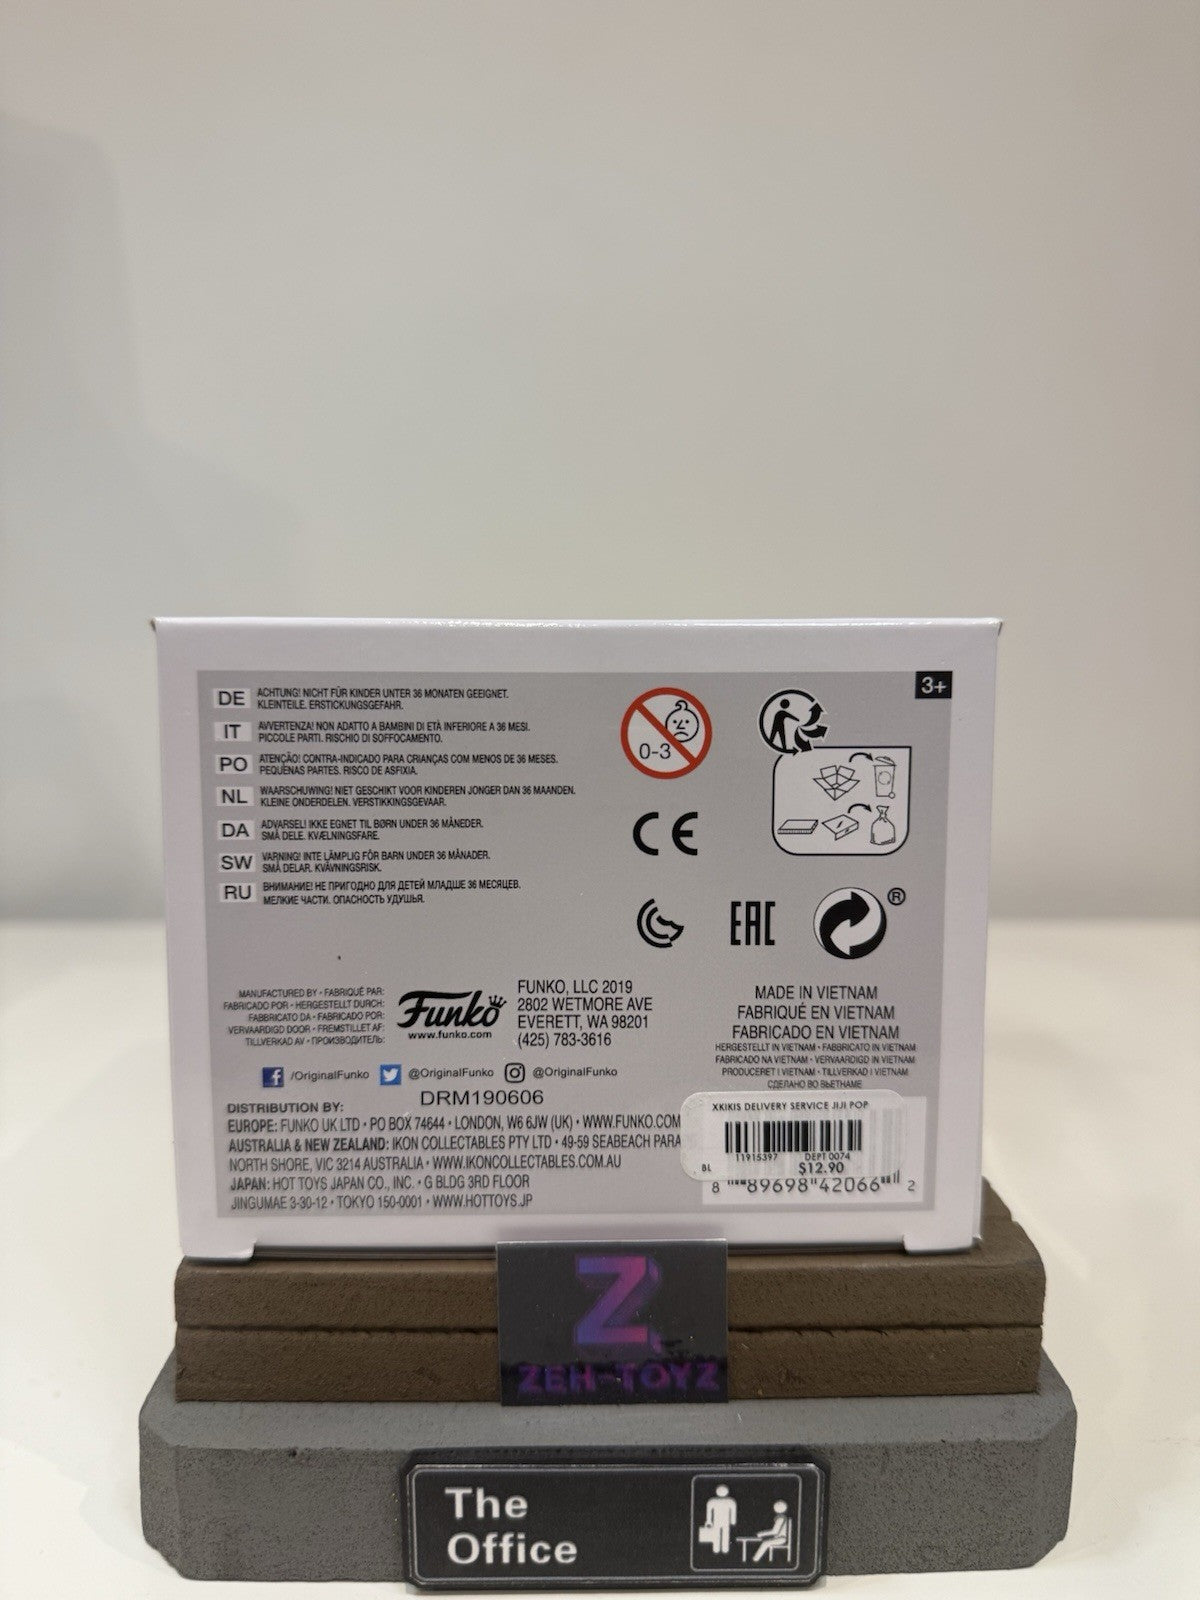 3+
DE ACHTUNG! NICHT FÜR KINDER UNTER 36 MONATEN GEEIGNET.
KLEINTEILE. ERSTICKUNGSGEFAHR.
IT AVVERTENZA! NON ADATTO A BAMBINI DI ETÀ INFERIORE A 36 MESI.
PICCOLE PARTI. RISCHIO DI SOFFOCAMENTO.
PO ATENÇÃO! CONTRA-INDICADO PARA CRIANÇAS COM MENOS DE 36 MESES.
PEQUENAS PARTES. RISCO DE ASFIXIA.
NL WAARSCHUWING! NIET GESCHIKT VOOR KINDEREN JONGER DAN 36 MAANDEN.
KLEINE ONDERDELEN. VERSTIKKINGSGEVAAR.
DA ADVARSEL! IKKE EGNET TIL BØRN UNDER 36 MÅNEDER.
SMÅ DELE. KVÆLNINGSFARE.
SW VARNING! INTE LÄMPLIG FÖR BARN UNDER 36 MÅNADER.
SMÅ DELAR. KVÄVNINGSRISK.
RU ВНИМАНИЕ! НЕ ПРИГОДНО ДЛЯ ДЕТЕЙ МЛАДШЕ 36 МЕСЯЦЕВ.
МЕЛКИЕ ЧАСТИ. ОПАСНОСТЬ УДУШЬЯ.
0-3
CE
EAC
®
MANUFACTURED BY • FABRIQUÉ PAR:
FABRICADO POR • HERGESTELLT DURCH:
FABBRICATO DA • FABRICADO POR:
VERVAARDIGD DOOR • FREMSTILLET AF:
TILLVERKAD AV • ПРОИЗВОДИТЕЛЬ:
Funko
www.funko.com
FUNKO, LLC 2019
2802 WETMORE AVE
EVERETT, WA 98201
(425) 783-3616
MADE IN VIETNAM
FABRIQUÉ EN VIETNAM
FABRICADO EN VIETNAM
HERGESTELLT IN VIETNAM • FABBRICATO IN VIETNAM
FABRICADO NA VIETNAM • VERVAARDIGD IN VIETNAM
PRODUCERET I VIETNAM • TILLVERKAD I VIETNAM
СДЕЛАНО ВО ВЬЕТНАМЕ
/OriginalFunko @OriginalFunko @OriginalFunko
DRM190606
DISTRIBUTION BY:
EUROPE: FUNKO UK LTD • PO BOX 74644 • LONDON, W6 6JW (UK) • WWW.FUNKO.COM
AUSTRALIA & NEW ZEALAND: IKON COLLECTABLES PTY LTD • 49-59 SEABEACH PARA
NORTH SHORE, VIC 3214 AUSTRALIA • WWW.IKONCOLLECTABLES.COM.AU
JAPAN: HOT TOYS JAPAN CO., INC. • G BLDG 3RD FLOOR
JINGUMAE 3-30-12 • TOKYO 150-0001 • WWW.HOTTOYS.JP
XKIKIS DELIVERY SERVICE JIJI POP
11915397 DEPT 0074
BL $12.90
8 89698 42066 2
Z
ZEH-TOYZ
The
Office